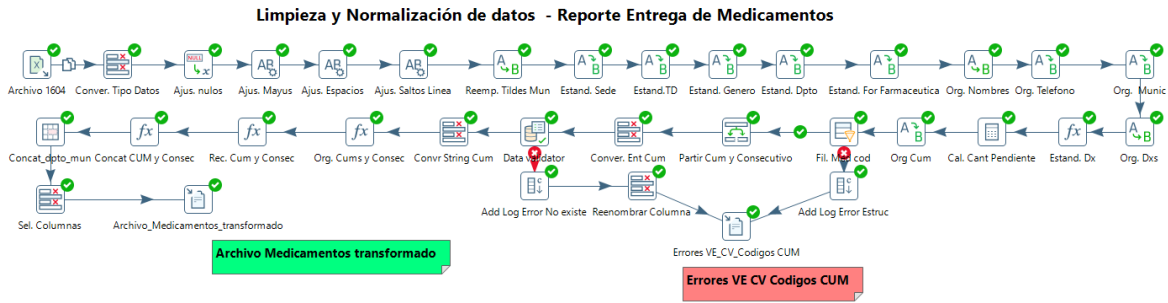 Limpieza y Normalización de datos - Reporte Entrega de Medicamentos
Archivo 1604
Conver. Tipo Datos
Ajus. nulos
Ajus. Mayus
Ajus. Espacios
Ajus. Saltos Linea
Reemp. Tildes Mun
Estand. Sede
Estand.TD
Estand. Genero
Estand. Dpto
Estand. For Farmaceutica
Org. Nombres
Org. Telefono
Org. Munic
Concat_dpto_mun
Concat CUM y Consec
Rec. Cum y Consec
Org. Cums y Consec
Convr String Cum
Data validator
Conver. Ent Cum
Partir Cum y Consecutivo
Fil. Med cod
Org Cum
Cal. Cant Pendiente
Estand. Dx
Org. Dxs
Sel. Columnas
Archivo_Medicamentos_transformado
Add Log Error No existe
Reenombrar Columna
Add Log Error Estruc
Errores VE_CV_Codigos CUM
Archivo Medicamentos transformado
Errores VE CV Codigos CUM